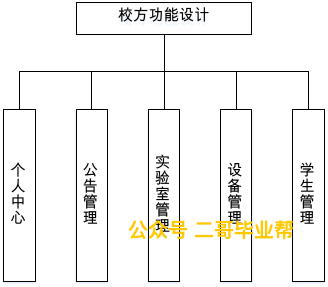 校方功能设计
个人中心
公告管理
实验室管理
设备管理
学生管理
公众号 二哥毕业帮